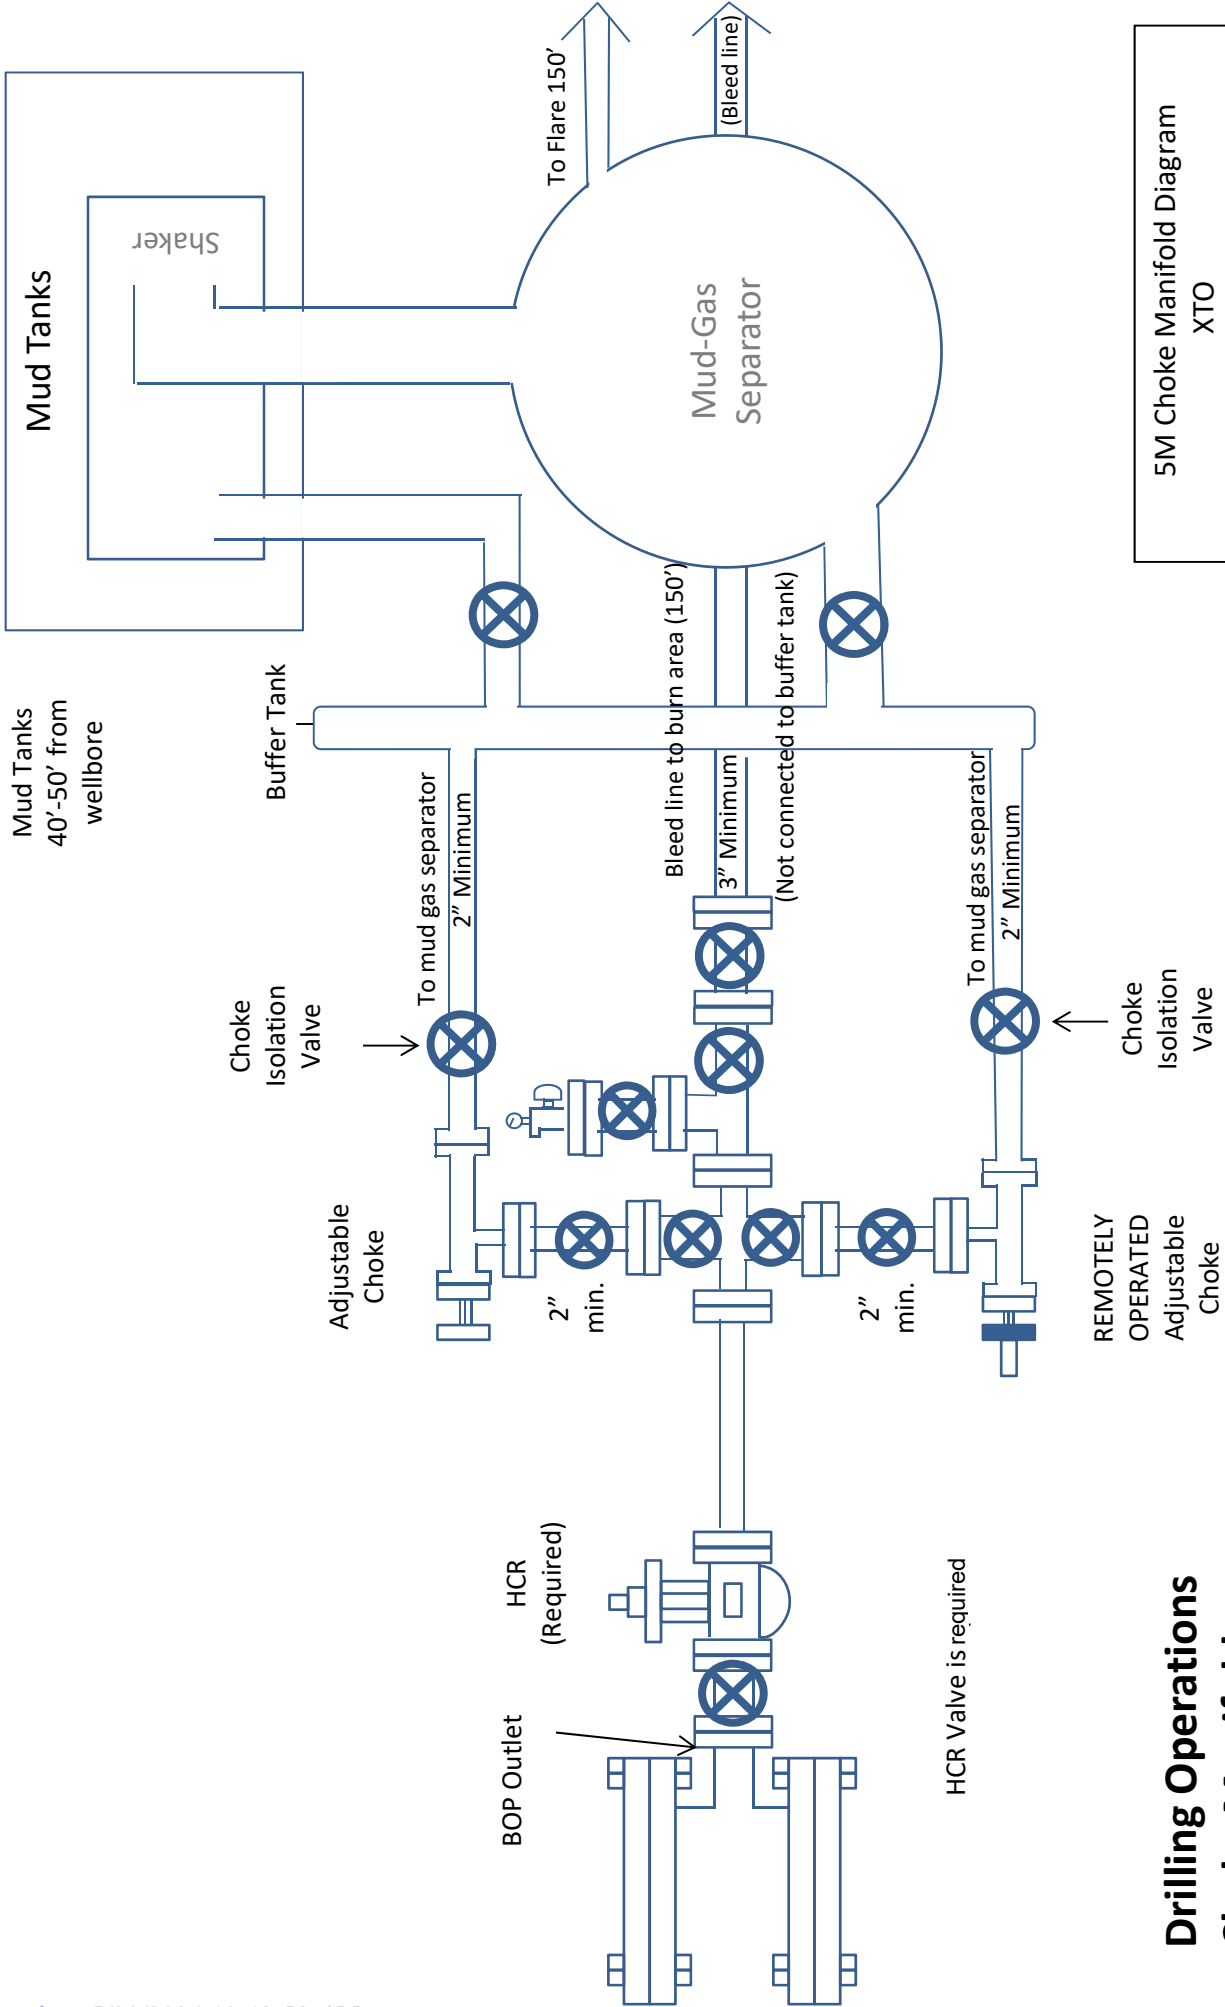 Mud Tanks
40’-50’ from
wellbore
Mud Tanks
Shaker
Buffer Tank
To Flare 150’
(Bleed line)
Mud-Gas
Separator
Choke
Isolation
Valve
To mud gas separator
2” Minimum
Adjustable
Choke
Bleed line to burn area (150’)
3” Minimum
(Not connected to buffer tank)
2”
min.
2”
min.
HCR
(Required)
BOP Outlet
HCR Valve is required
To mud gas separator
2” Minimum
Choke
Isolation
Valve
REMOTELY
OPERATED
Adjustable
Choke
5M Choke Manifold Diagram
XTO
Drilling Operations